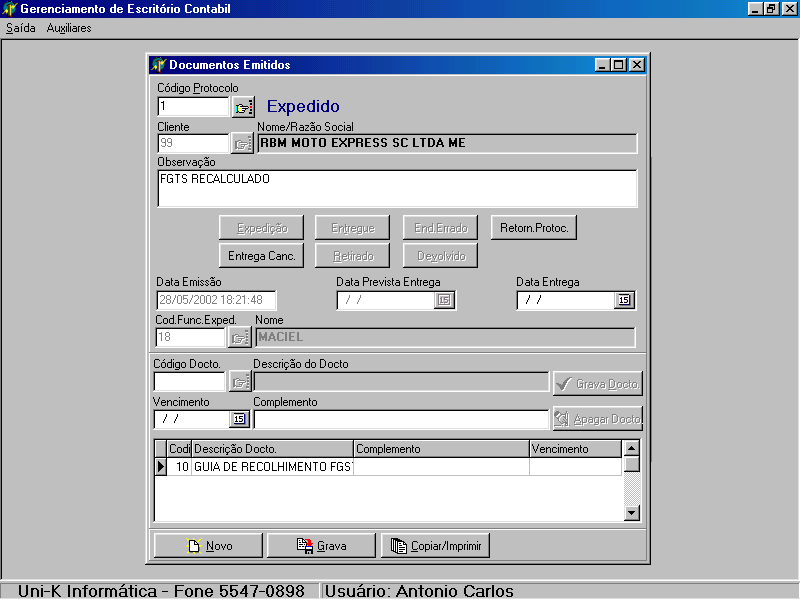 Gerenciamento de Escritório Contabil
Saída Auxiliares
Documentos Emitidos
Código Protocolo
1 Expedido
Cliente Nome/Razão Social
99 RBM MOTO EXPRESS SC LTDA ME
Observação
FGTS RECALCULADO
Expedição Entregue End.Errado Retorn.Protoc.
Entrega Canc. Retirado Devolvido
Data Emissão Data Prevista Entrega Data Entrega
28/05/2002 18:21:48 / / 15 / / 15
Cod.Func.Exped. Nome
18 MACIEL
Código Docto. Descrição do Docto
Grava Docto
Vencimento Complemento
/ / 15 Apagar Docto
Codi Descrição Docto. Complemento Vencimento
10 GUIA DE RECOLHIMENTO FGS
Novo Grava Copiar/Imprimir
Uni-K Informática - Fone 5547-0898 Usuário: Antonio Carlos